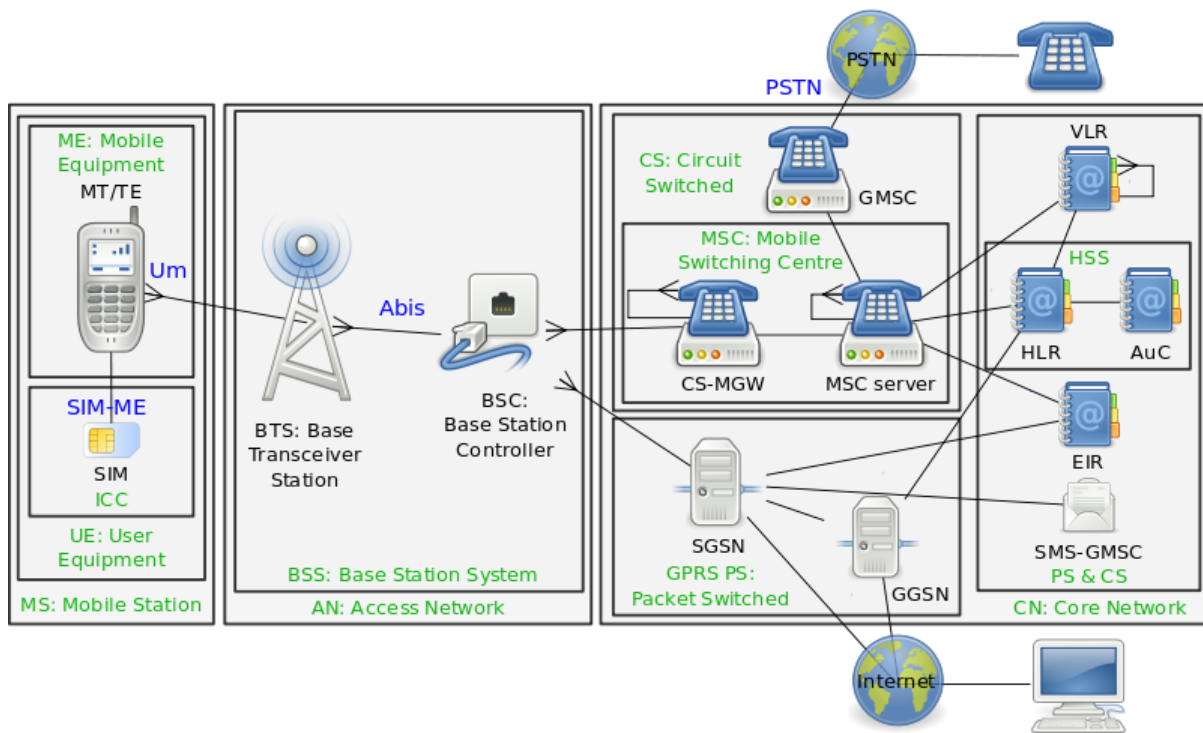 PSTN
PSTN
ME: Mobile
Equipment
MT/TE
Um
SIM-ME
SIM
ICC
UE: User
Equipment
MS: Mobile Station
Abis
BTS: Base
Transceiver
Station
BSC:
Base Station
Controller
BSS: Base Station System
AN: Access Network
CS: Circuit
Switched
GMSC
MSC: Mobile
Switching Centre
CS-MGW
MSC server
SGSN
GPRS PS:
Packet Switched
GGSN
VLR
HSS
HLR
AuC
EIR
SMS-GMSC
PS & CS
CN: Core Network
Internet